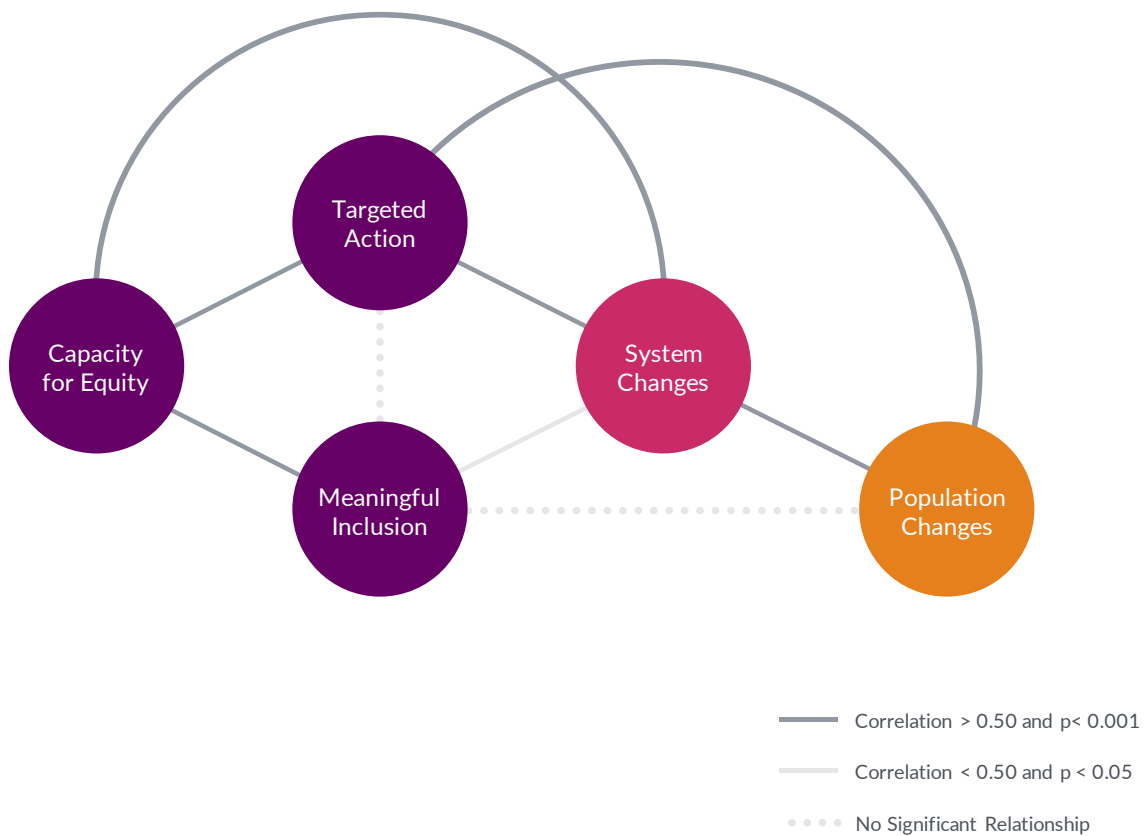 Targeted
Action
Capacity
for Equity
System
Changes
Meaningful
Inclusion
Population
Changes
Correlation > 0.50 and p< 0.001
Correlation < 0.50 and p < 0.05
No Significant Relationship